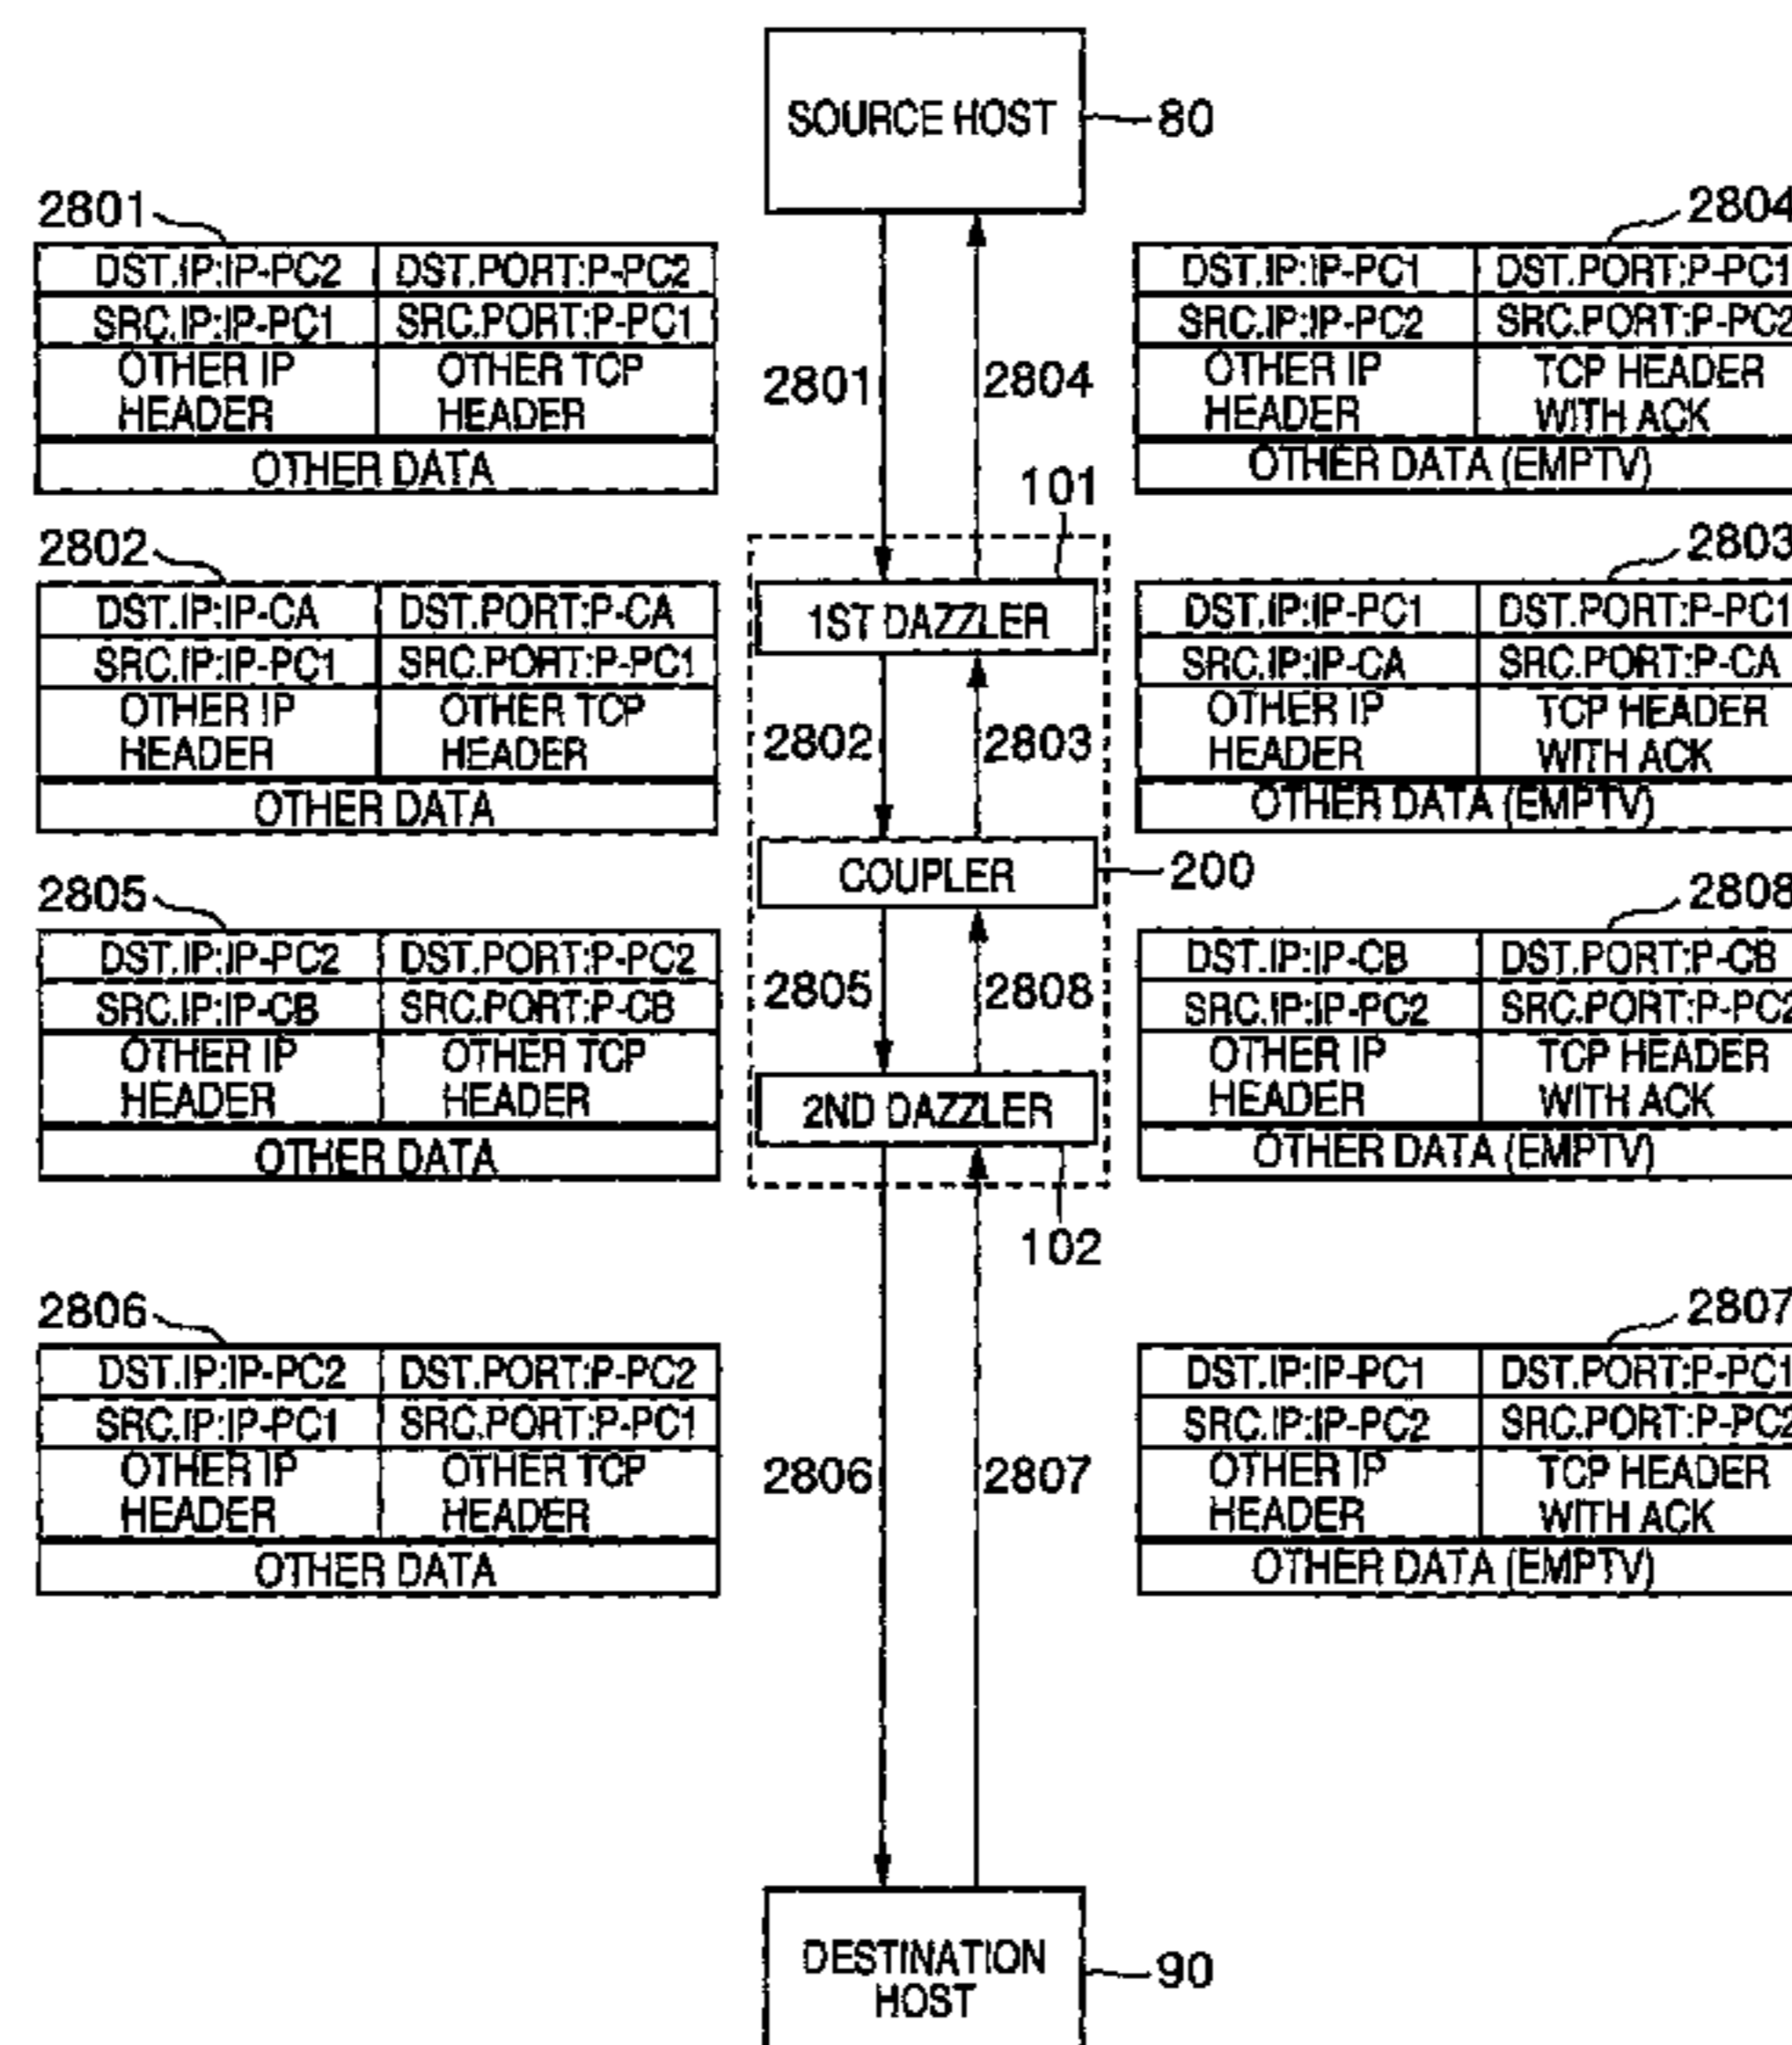 SOURCE HOST
80
2801
DST.IP:IP-PC2 DST.PORT:P-PC2
SRC.IP:IP-PC1 SRC.PORT:P-PC1
OTHER IP OTHER TCP
HEADER HEADER
OTHER DATA
2801
2804
2804
DST.IP:IP-PC1 DST.PORT:P-PC1
SRC.IP:IP-PC2 SRC.PORT:P-PC2
OTHER IP TCP HEADER
HEADER WITH ACK
OTHER DATA (EMPTV)
101
2802
DST.IP:IP-CA DST.PORT:P-CA
SRC.IP:IP-PC1 SRC.PORT:P-PC1
OTHER IP OTHER TCP
HEADER HEADER
OTHER DATA
1ST DAZZLER
2802
2803
2803
DST.IP:IP-PC1 DST.PORT:P-PC1
SRC.IP:IP-CA SRC.PORT:P-CA
OTHER IP TCP HEADER
HEADER WITH ACK
OTHER DATA (EMPTV)
COUPLER
200
2805
DST.IP:IP-PC2 DST.PORT:P-PC2
SRC.IP:IP-CB SRC.PORT:P-CB
OTHER IP OTHER TCP
HEADER HEADER
OTHER DATA
2805
2808
2ND DAZZLER
102
2808
DST.IP:IP-CB DST.PORT:P-CB
SRC.IP:IP-PC2 SRC.PORT:P-PC2
OTHER IP TCP HEADER
HEADER WITH ACK
OTHER DATA (EMPTV)
2806
DST.IP:IP-PC2 DST.PORT:P-PC2
SRC.IP:IP-PC1 SRC.PORT:P-PC1
OTHER IP OTHER TCP
HEADER HEADER
OTHER DATA
2806
2807
2807
DST.IP:IP-PC1 DST.PORT:P-PC1
SRC.IP:IP-PC2 SRC.PORT:P-PC2
OTHER IP TCP HEADER
HEADER WITH ACK
OTHER DATA (EMPTV)
DESTINATION
HOST
90